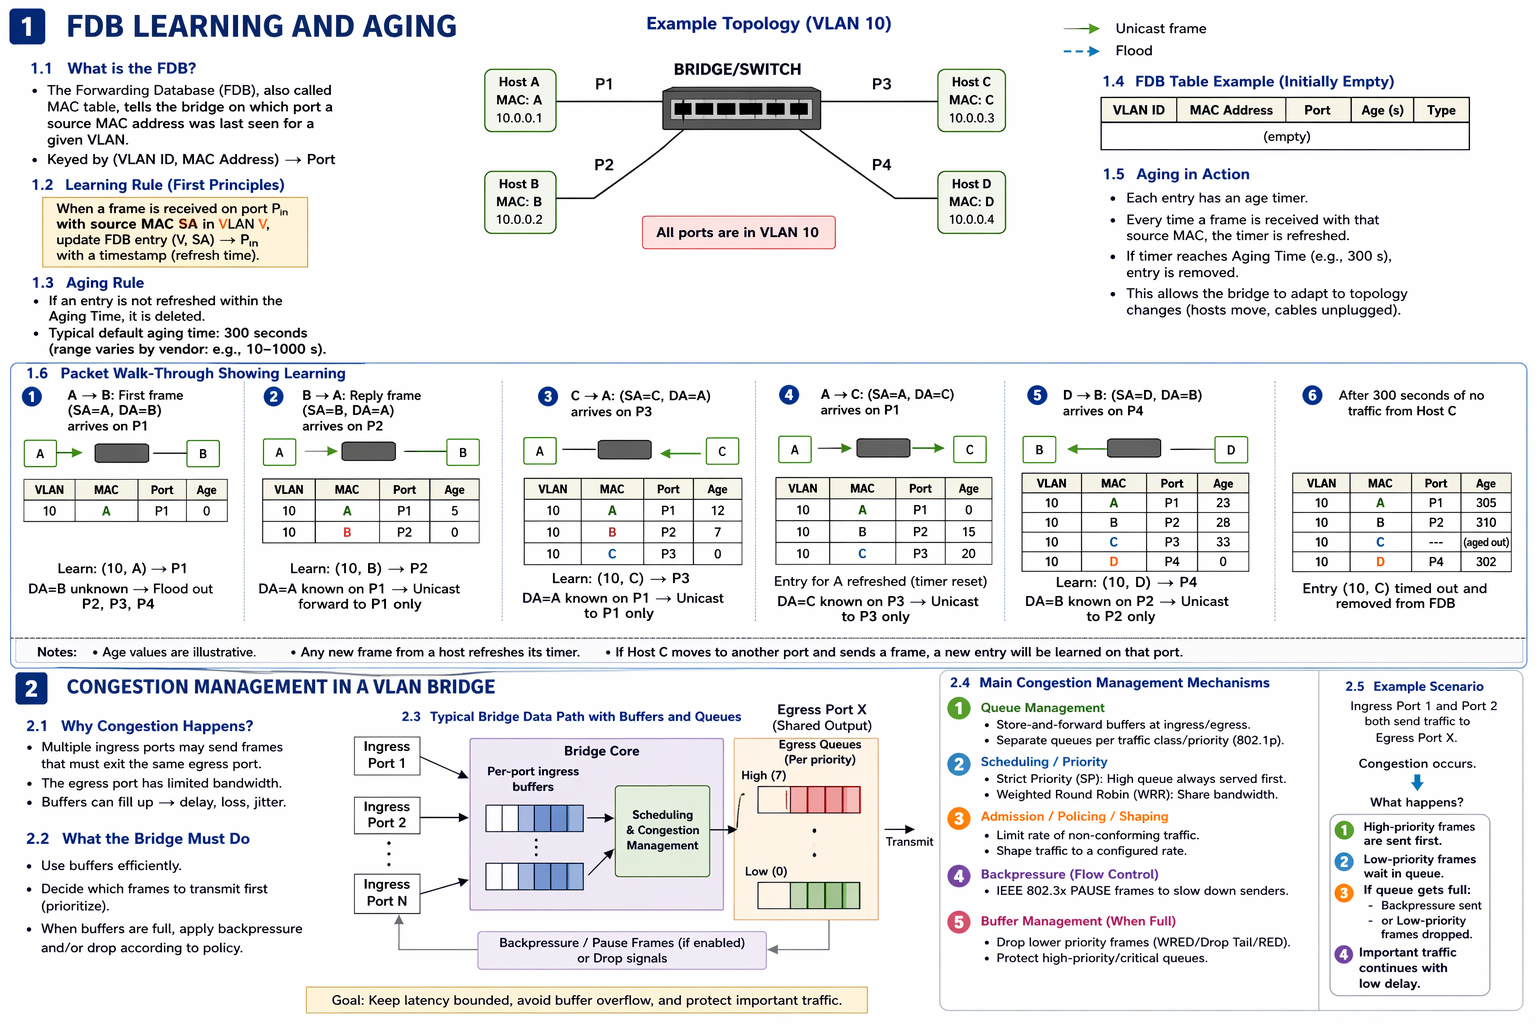 1 FDB LEARNING AND AGING
1.1 What is the FDB?
• The Forwarding Database (FDB), also called
MAC table, tells the bridge on which port a
source MAC address was last seen for a
given VLAN.
• Keyed by (VLAN ID, MAC Address) → Port
1.2 Learning Rule (First Principles)
When a frame is received on port Pin
with source MAC SA in VLAN V,
update FDB entry (V, SA) → Pin
with a timestamp (refresh time).
1.3 Aging Rule
• If an entry is not refreshed within the
Aging Time, it is deleted.
• Typical default aging time: 300 seconds
(range varies by vendor: e.g., 10–1000 s).
Example Topology (VLAN 10)
BRIDGE/SWITCH
Host A
MAC: A
10.0.0.1
P1
Host B
MAC: B
10.0.0.2
P2
P3
Host C
MAC: C
10.0.0.3
P4
Host D
MAC: D
10.0.0.4
All ports are in VLAN 10
Unicast frame
Flood
1.4 FDB Table Example (Initially Empty)
VLAN ID MAC Address Port Age (s) Type
(empty)
1.5 Aging in Action
• Each entry has an age timer.
• Every time a frame is received with that
source MAC, the timer is refreshed.
• If timer reaches Aging Time (e.g., 300 s),
entry is removed.
• This allows the bridge to adapt to topology
changes (hosts move, cables unplugged).
1.6 Packet Walk-Through Showing Learning
1 A → B: First frame
(SA=A, DA=B)
arrives on P1
A B
VLAN MAC Port Age
10 A P1 0
Learn: (10, A) → P1
DA=B unknown → Flood out
P2, P3, P4
2 B → A: Reply frame
(SA=B, DA=A)
arrives on P2
A B
VLAN MAC Port Age
10 A P1 5
10 B P2 0
Learn: (10, B) → P2
DA=A known on P1 → Unicast
forward to P1 only
3 C → A: (SA=C, DA=A)
arrives on P3
A C
VLAN MAC Port Age
10 A P1 12
10 B P2 7
10 C P3 0
Learn: (10, C) → P3
DA=A known on P1 → Unicast
to P1 only
4 A → C: (SA=A, DA=C)
arrives on P1
A C
VLAN MAC Port Age
10 A P1 0
10 B P2 15
10 C P3 20
Entry for A refreshed (timer reset)
DA=C known on P3 → Unicast
to P3 only
5 D → B: (SA=D, DA=B)
arrives on P4
B D
VLAN MAC Port Age
10 A P1 23
10 B P2 28
10 C P3 33
10 D P4 0
Learn: (10, D) → P4
DA=B known on P2 → Unicast
to P2 only
6 After 300 seconds of no
traffic from Host C
VLAN MAC Port Age
10 A P1 305
10 B P2 310
10 C --- (aged out)
10 D P4 302
Entry (10, C) timed out and
removed from FDB
Notes: • Age values are illustrative. • Any new frame from a host refreshes its timer. • If Host C moves to another port and sends a frame, a new entry will be learned on that port.
2 CONGESTION MANAGEMENT IN A VLAN BRIDGE
2.1 Why Congestion Happens?
• Multiple ingress ports may send frames
that must exit the same egress port.
• The egress port has limited bandwidth.
• Buffers can fill up → delay, loss, jitter.
2.2 What the Bridge Must Do
• Use buffers efficiently.
• Decide which frames to transmit first
(prioritize).
• When buffers are full, apply backpressure
and/or drop according to policy.
2.3 Typical Bridge Data Path with Buffers and Queues
Ingress
Port 1
Ingress
Port 2
Ingress
Port N
Bridge Core
Per-port ingress
buffers
Scheduling
& Congestion
Management
Egress Port X
(Shared Output)
Egress Queues
(Per priority)
High (7)
Low (0)
Transmit
Backpressure / Pause Frames (if enabled)
or Drop signals
Goal: Keep latency bounded, avoid buffer overflow, and protect important traffic.
2.4 Main Congestion Management Mechanisms
1 Queue Management
• Store-and-forward buffers at ingress/egress.
• Separate queues per traffic class/priority (802.1p).
2 Scheduling / Priority
• Strict Priority (SP): High queue always served first.
• Weighted Round Robin (WRR): Share bandwidth.
3 Admission / Policing / Shaping
• Limit rate of non-conforming traffic.
• Shape traffic to a configured rate.
4 Backpressure (Flow Control)
• IEEE 802.3x PAUSE frames to slow down senders.
5 Buffer Management (When Full)
• Drop lower priority frames (WRED/Drop Tail/RED).
• Protect high-priority/critical queues.
2.5 Example Scenario
Ingress Port 1 and Port 2
both send traffic to
Egress Port X.
Congestion occurs.
What happens?
1 High-priority frames
are sent first.
2 Low-priority frames
wait in queue.
3 If queue gets full:
- Backpressure sent
- or Low-priority
frames dropped.
4 Important traffic
continues with
low delay.